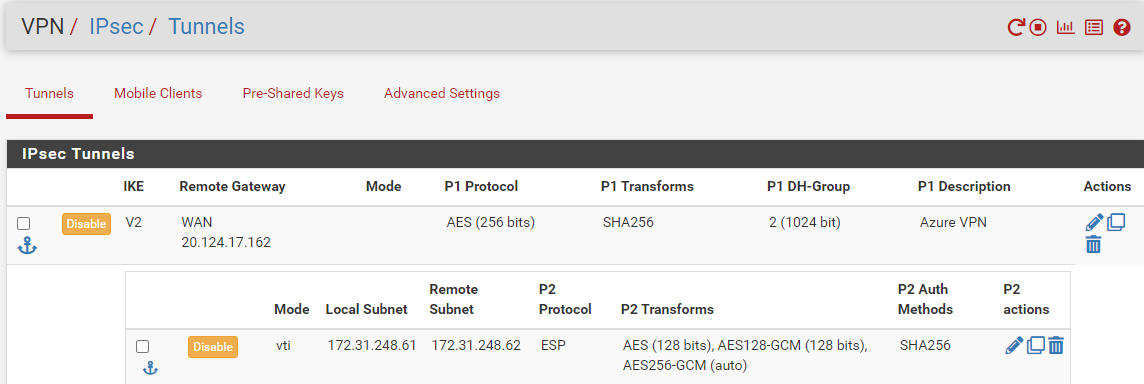 VPN / IPsec / Tunnels
Tunnels Mobile Clients Pre-Shared Keys Advanced Settings
IPsec Tunnels
IKE Remote Gateway Mode P1 Protocol P1 Transforms P1 DH-Group P1 Description Actions
Disable V2 WAN AES (256 bits) SHA256 2 (1024 bit) Azure VPN
20.124.17.162
Remote P2 P2 Auth P2
Mode Local Subnet Subnet Protocol P2 Transforms Methods actions
Disable vti 172.31.248.61 172.31.248.62 ESP AES (128 bits), AES128-GCM (128 bits), SHA256
AES256-GCM (auto)